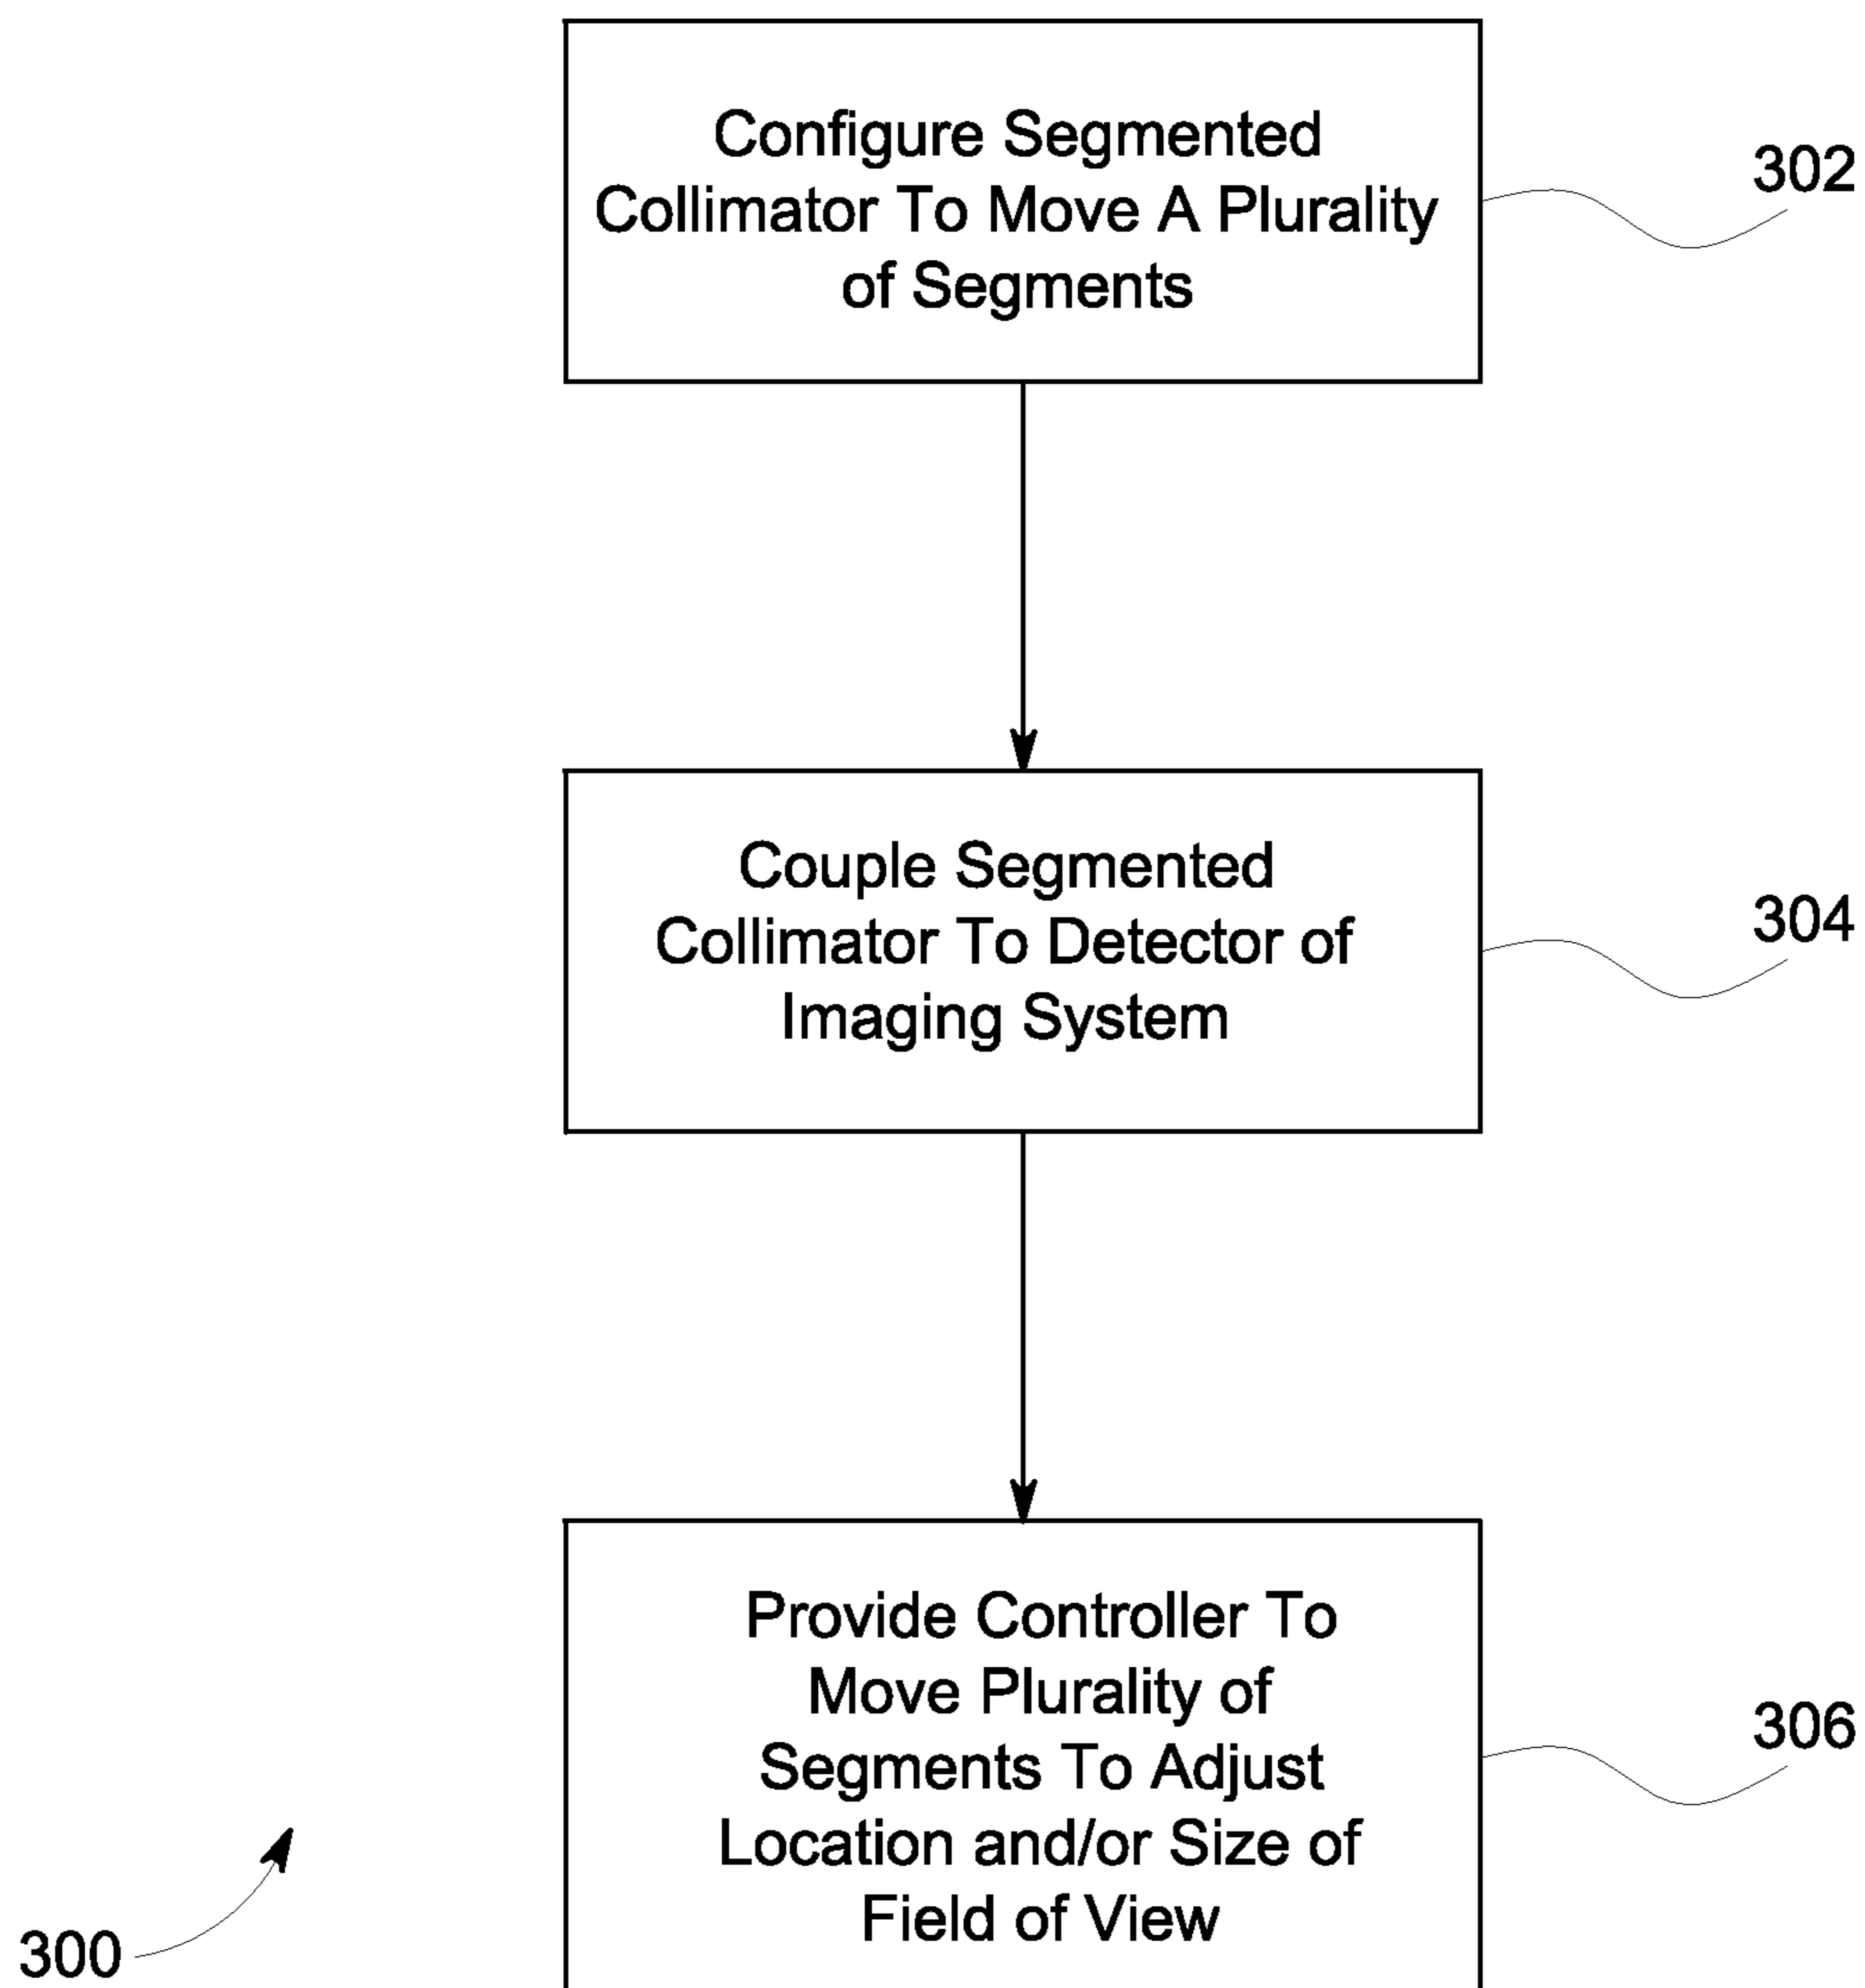 Configure Segmented
Collimator To Move A Plurality
of Segments
302
Couple Segmented
Collimator To Detector of
Imaging System
304
Provide Controller To
Move Plurality of
Segments To Adjust
Location and/or Size of
Field of View
306
300